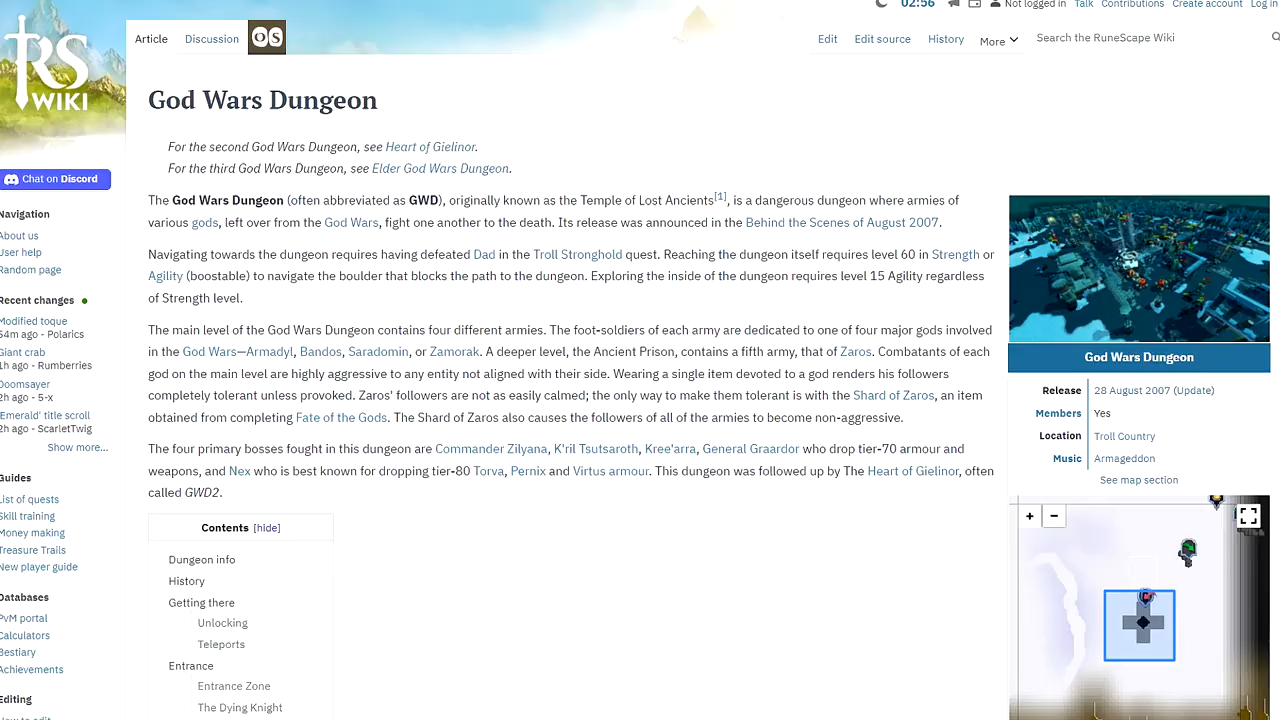 02:56 Not logged in Talk Contributions Create account Log in
Article Discussion OS Edit Edit source History More Search the RuneScape Wiki
RS
WIKI
God Wars Dungeon
For the second God Wars Dungeon, see Heart of Gielinor.
For the third God Wars Dungeon, see Elder God Wars Dungeon.
The God Wars Dungeon (often abbreviated as GWD), originally known as the Temple of Lost Ancients[1], is a dangerous dungeon where armies of
various gods, left over from the God Wars, fight one another to the death. Its release was announced in the Behind the Scenes of August 2007.
Navigating towards the dungeon requires having defeated Dad in the Troll Stronghold quest. Reaching the dungeon itself requires level 60 in Strength or
Agility (boostable) to navigate the boulder that blocks the path to the dungeon. Exploring the inside of the dungeon requires level 15 Agility regardless
of Strength level.
The main level of the God Wars Dungeon contains four different armies. The foot-soldiers of each army are dedicated to one of four major gods involved
in the God Wars—Armadyl, Bandos, Saradomin, or Zamorak. A deeper level, the Ancient Prison, contains a fifth army, that of Zaros. Combatants of each
god on the main level are highly aggressive to any entity not aligned with their side. Wearing a single item devoted to a god renders his followers
completely tolerant unless provoked. Zaros' followers are not as easily calmed; the only way to make them tolerant is with the Shard of Zaros, an item
obtained from completing Fate of the Gods. The Shard of Zaros also causes the followers of all of the armies to become non-aggressive.
The four primary bosses fought in this dungeon are Commander Zilyana, K'ril Tsutsaroth, Kree'arra, General Graardor who drop tier-70 armour and
weapons, and Nex who is best known for dropping tier-80 Torva, Pernix and Virtus armour. This dungeon was followed up by The Heart of Gielinor, often
called GWD2.
Contents [hide]
Dungeon info
History
Getting there
Unlocking
Teleports
Entrance
Entrance Zone
The Dying Knight
Chat on Discord
Navigation
About us
User help
Random page
Recent changes
Modified toque
54m ago - Polarics
Giant crab
1h ago - Rumberries
Doomsayer
2h ago - 5-x
'Emerald' title scroll
2h ago - ScarletTwig
Show more...
Guides
List of quests
Skill training
Money making
Treasure Trails
New player guide
Databases
PvM portal
Calculators
Bestiary
Achievements
Editing
How to edit
God Wars Dungeon
Release 28 August 2007 (Update)
Members Yes
Location Troll Country
Music Armageddon
See map section
+ −